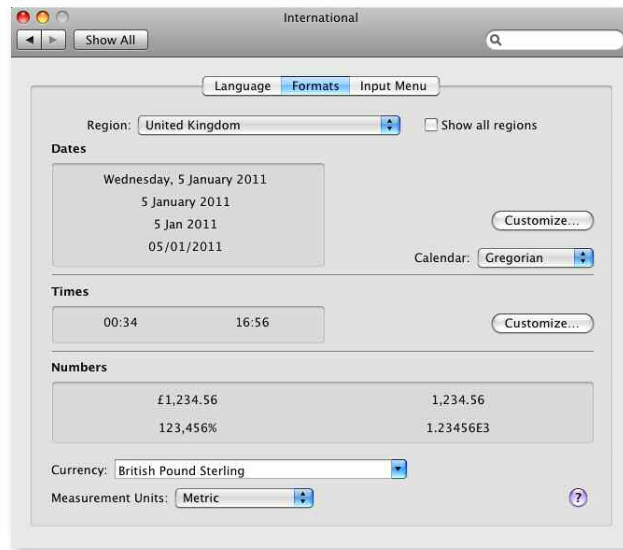 International
Show All
Language Formats Input Menu
Region: United Kingdom Show all regions
Dates
Wednesday, 5 January 2011
5 January 2011
5 Jan 2011
05/01/2011
Customize...
Calendar: Gregorian
Times
00:34 16:56 Customize...
Numbers
£1,234.56 1,234.56
123,456% 1.23456E3
Currency: British Pound Sterling
Measurement Units: Metric ?